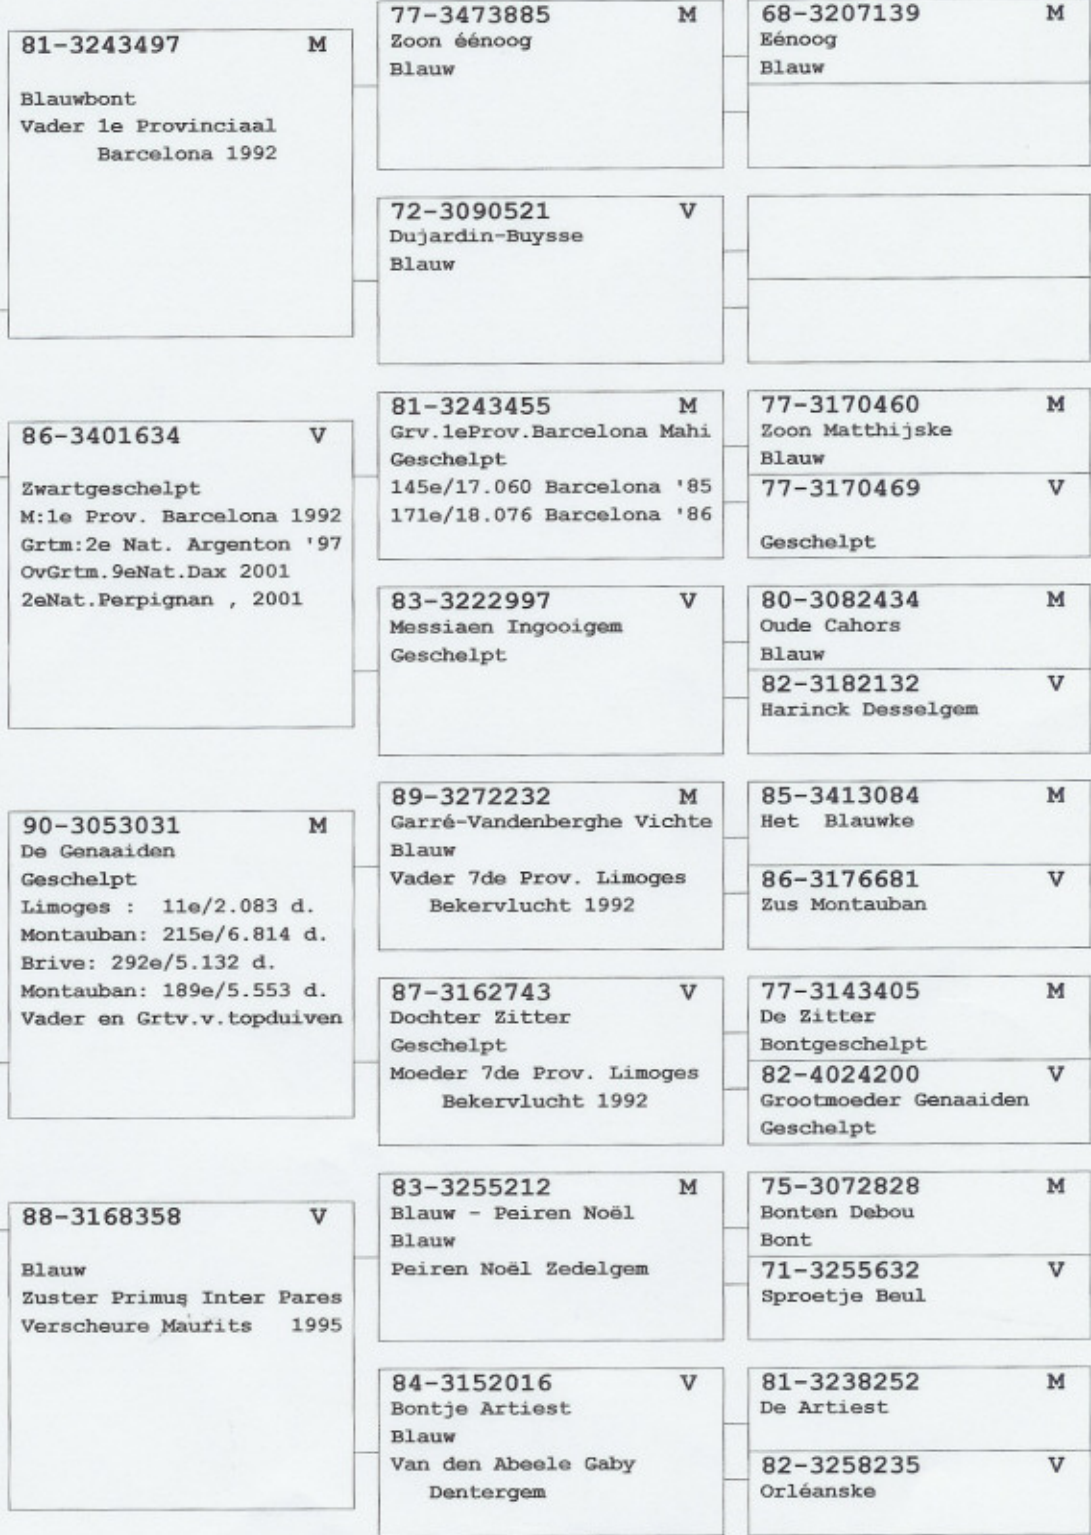 81-3243497 M
Blauwbont
Vader 1e Provinciaal
Barcelona 1992
86-3401634 V
Zwartgeschelpt
M:1e Prov. Barcelona 1992
Grtm:2e Nat. Argenton '97
OvGrtm.9eNat.Dax 2001
2eNat.Perpignan , 2001
90-3053031 M
De Genaaiden
Geschelpt
Limoges : 11e/2.083 d.
Montauban: 215e/6.814 d.
Brive: 292e/5.132 d.
Montauban: 189e/5.553 d.
Vader en Grtv.v.topduiven
88-3168358 V
Blauw
Zuster Primus Inter Pares
Verscheure Maurits 1995
77-3473885 M
Zoon éénoog
Blauw
72-3090521 V
Dujardin-Buysse
Blauw
81-3243455 M
Grv.1eProv.Barcelona Mahi
Geschelpt
145e/17.060 Barcelona '85
171e/18.076 Barcelona '86
83-3222997 V
Messiaen Ingooigem
Geschelpt
89-3272232 M
Garré-Vandenberghe Vichte
Blauw
Vader 7de Prov. Limoges
Bekervlucht 1992
87-3162743 V
Dochter Zitter
Geschelpt
Moeder 7de Prov. Limoges
Bekervlucht 1992
83-3255212 M
Blauw - Peiren Noël
Blauw
Peiren Noël Zedelgem
84-3152016 V
Bontje Artiest
Blauw
Van den Abeele Gaby
Dentergem
68-3207139 M
Eénoog
Blauw
77-3170460 M
Zoon Matthijske
Blauw
77-3170469 V
Geschelpt
80-3082434 M
Oude Cahors
Blauw
82-3182132 V
Harinck Desselgem
85-3413084 M
Het Blauwke
86-3176681 V
Zus Montauban
77-3143405 M
De Zitter
Bontgeschelpt
82-4024200 V
Grootmoeder Genaaiden
Geschelpt
75-3072828 M
Bonten Debou
Bont
71-3255632 V
Sproetje Beul
81-3238252 M
De Artiest
82-3258235 V
Orléanske